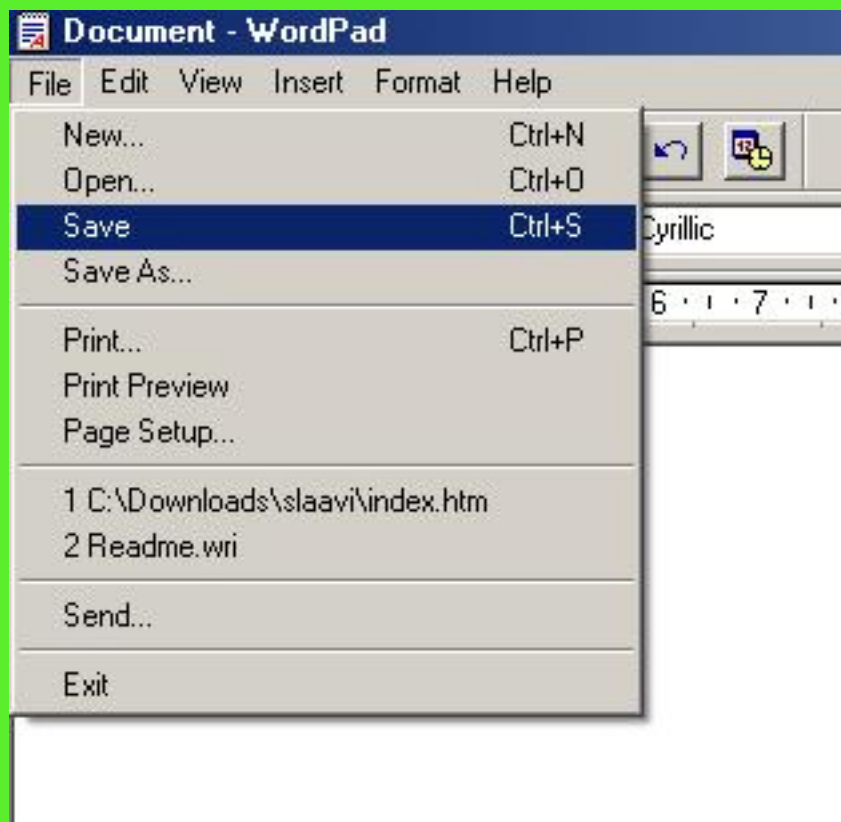 Document - WordPad
File Edit View Insert Format Help
New... Ctrl+N
Open... Ctrl+O
Save Ctrl+S
Cyrillic
Save As...
6 7
Print... Ctrl+P
Print Preview
Page Setup...
1 C:\Downloads\slaavi\index.htm
2 Readme.wri
Send...
Exit